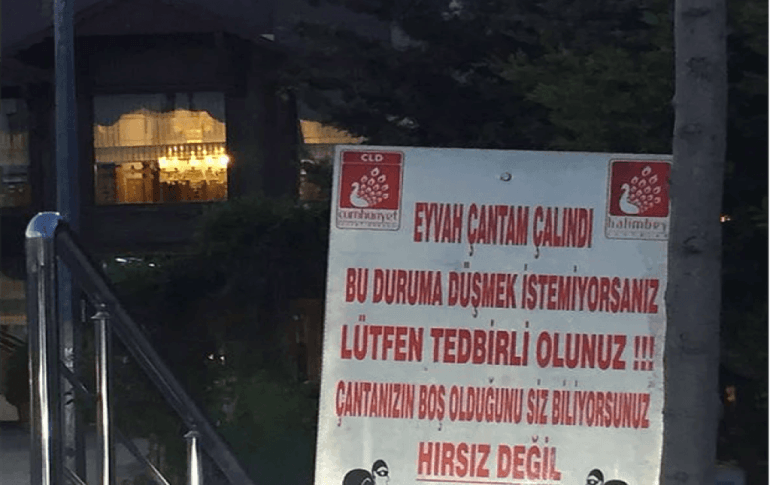 CLD
cumhuriyet
halimbey
EYVAH ÇANTAM ÇALINDI
BU DURUMA DÜŞMEK İSTEMİYORSANIZ
LÜTFEN TEDBİRLİ OLUNUZ !!!
ÇANTANIZIN BOŞ OLDUĞUNU SİZ BİLİYORSUNUZ
HIRSIZ DEĞİL